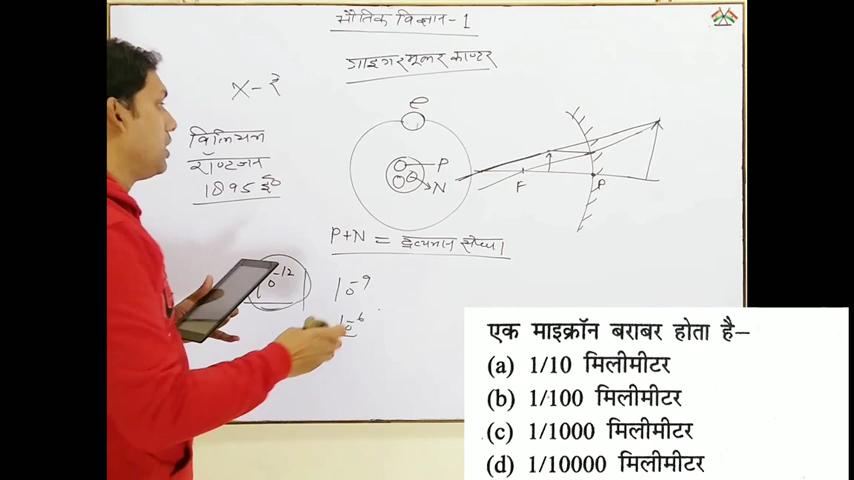 भौतिक विज्ञान - 1
गाइगरमूलर काउण्टर
X - रे
विलियम
रॉण्टजन
1895 ई०
e
P
N
F
P
P+N = द्रव्यमान संख्या
10⁻¹²
10⁻⁹
10⁻⁶
एक माइक्रॉन बराबर होता है–
(a) 1/10 मिलीमीटर
(b) 1/100 मिलीमीटर
(c) 1/1000 मिलीमीटर
(d) 1/10000 मिलीमीटर